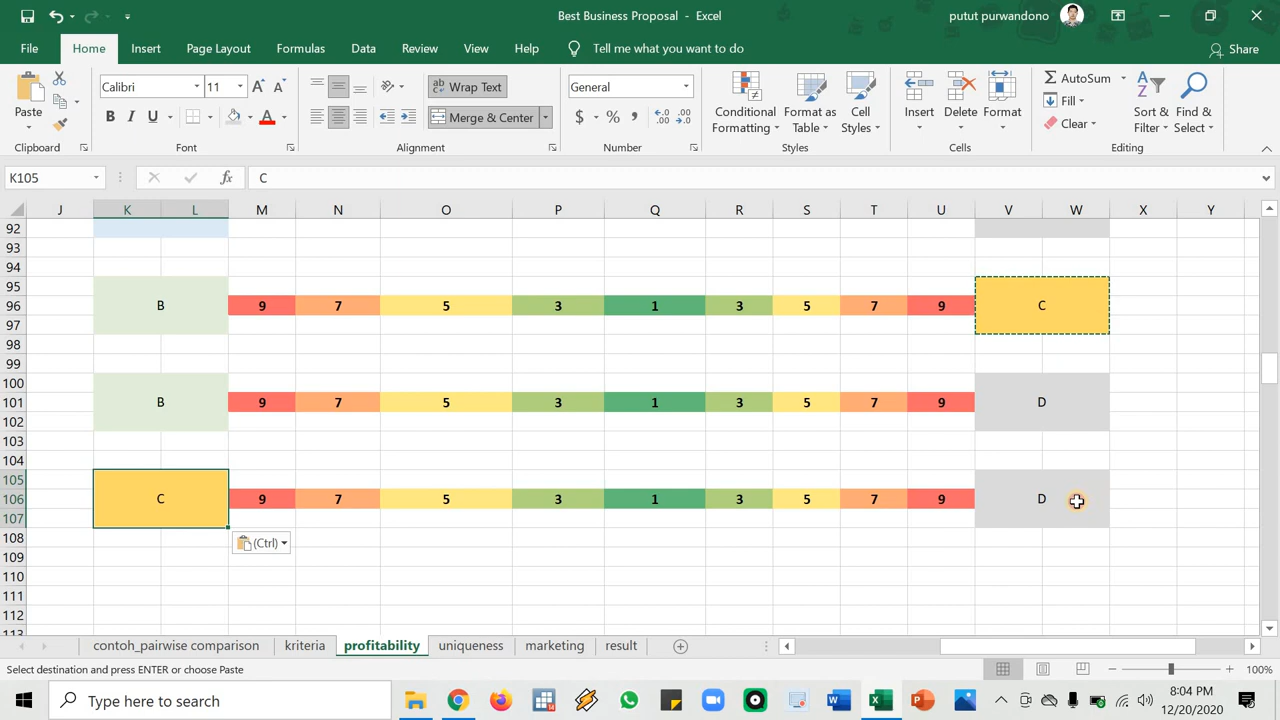 Best Business Proposal - Excel
putut purwandono
File Home Insert Page Layout Formulas Data Review View Help Tell me what you want to do Share
Calibri 11 Wrap Text General AutoSum
Paste B I U Merge & Center $ % Conditional Formatting Format as Table Cell Styles Insert Delete Format Fill Clear Sort & Filter Find & Select
Clipboard Font Alignment Number Styles Cells Editing
K105 fx C
J K L M N O P Q R S T U V W X Y
92
93
94
95
96 B 9 7 5 3 1 3 5 7 9 C
97
98
99
100
101 B 9 7 5 3 1 3 5 7 9 D
102
103
104
105
106 C 9 7 5 3 1 3 5 7 9 D
107
108 (Ctrl)
109
110
111
112
113
contoh_pairwise comparison kriteria profitability uniqueness marketing result
Select destination and press ENTER or choose Paste 100%
Type here to search
8:04 PM
12/20/2020